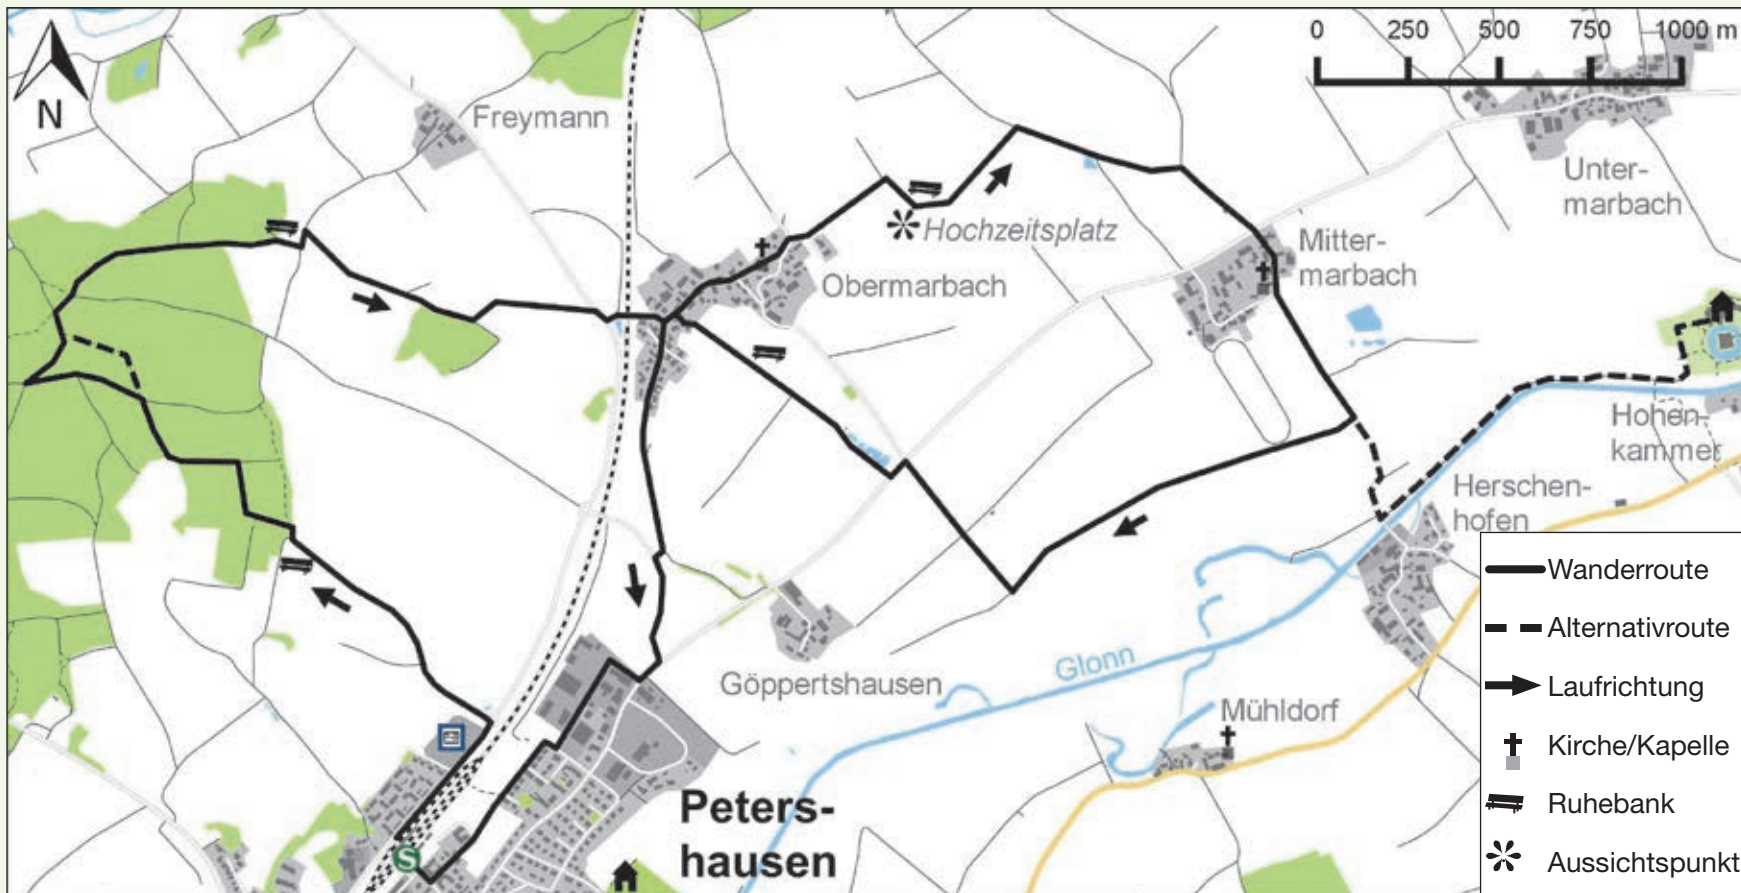 0 250 500 750 1000 m
N
Freymann
Unter-
marbach
Hochzeitsplatz
Mitter-
marbach
Obermarbach
Hohen-
kammer
Herschen-
hofen
Glonn
Göppertshausen
Mühldorf
Peters-
hausen
S
Wanderroute
Alternativroute
Laufrichtung
Kirche/Kapelle
Ruhebank
Aussichtspunkt